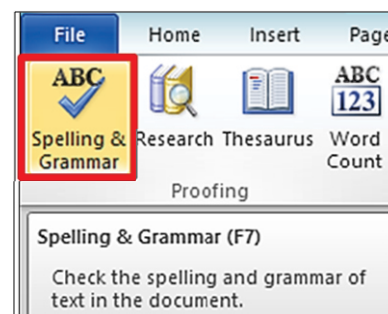 File Home Insert Page
ABC ABC
123
Spelling & Research Thesaurus Word
Grammar Count
Proofing
Spelling & Grammar (F7)
Check the spelling and grammar of
text in the document.